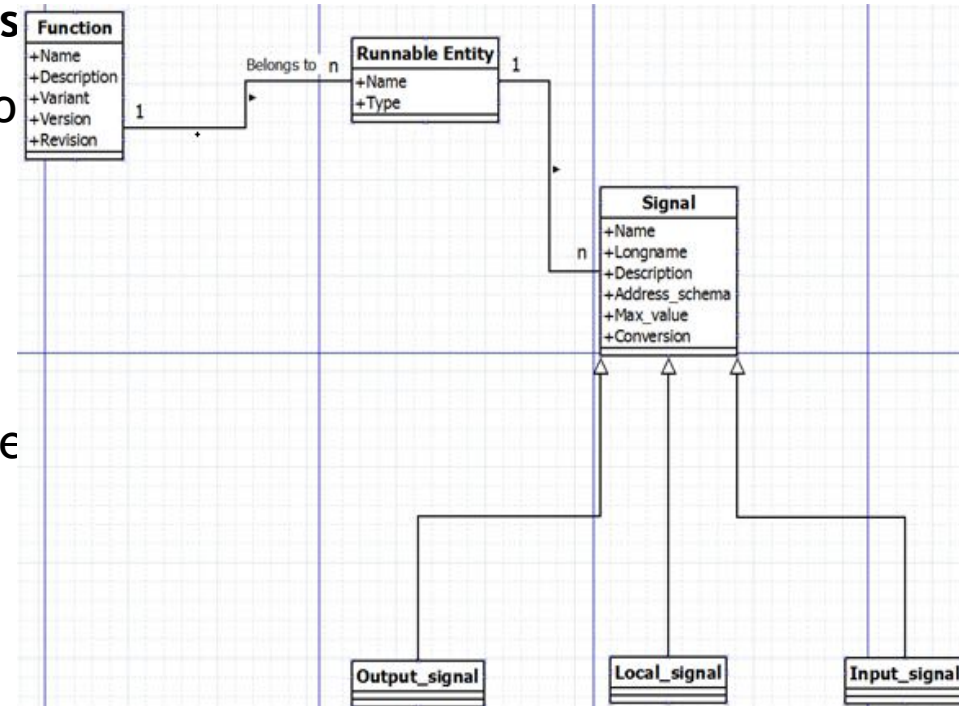 s
Function
+Name
+Description
+Variant
+Version
+Revision
1
Belongs to n
Runnable Entity
+Name
+Type
1
n
Signal
+Name
+Longname
+Description
+Address_schema
+Max_value
+Conversion
e
Output_signal
Local_signal
Input_signal